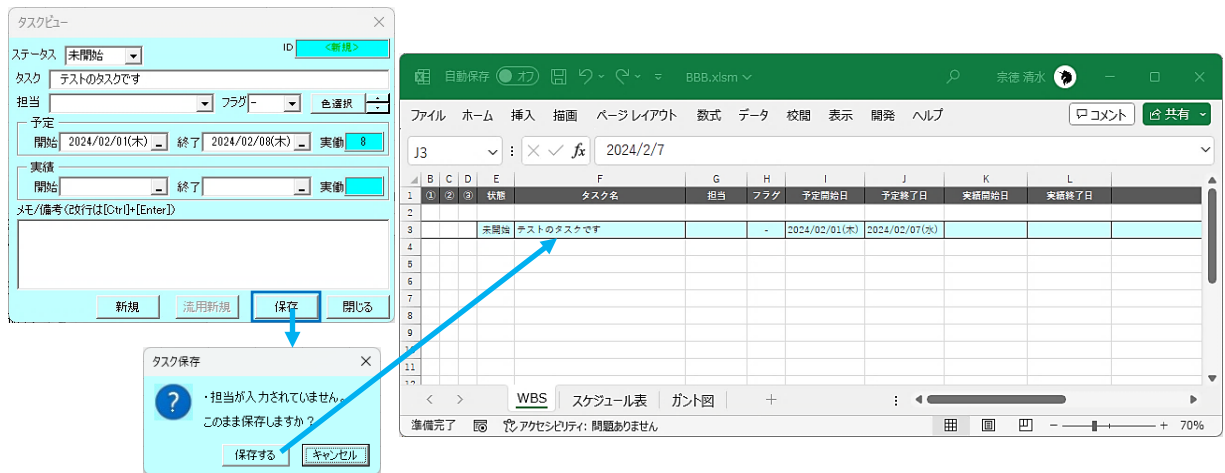 タスクビュー
ステータス 未開始 ID <新規>
タスク テストのタスクです
担当 フラグ - 色選択
予定
開始 2024/02/01(木) ... 終了 2024/02/08(木) ... 実働 8
実績
開始 ... 終了 ... 実働
メモ/備考(改行は[Ctrl]+[Enter])
新規 流用新規 保存 閉じる
タスク保存
・担当が入力されていません。
このまま保存しますか?
保存する キャンセル
自動保存 オフ BBB.xlsm 宗徳 清水
ファイル ホーム 挿入 描画 ページ レイアウト 数式 データ 校閲 表示 開発 ヘルプ コメント 共有
J3 fx 2024/2/7
B C D E F G H I J K L
1 ① ② ③ 状態 タスク名 担当 フラグ 予定開始日 予定終了日 実績開始日 実績終了日
2
3 未開始 テストのタスクです - 2024/02/01(木) 2024/02/07(水)
4
5
6
7
8
9
10
11
12
WBS スケジュール表 ガント図
準備完了 アクセシビリティ: 問題ありません 70%